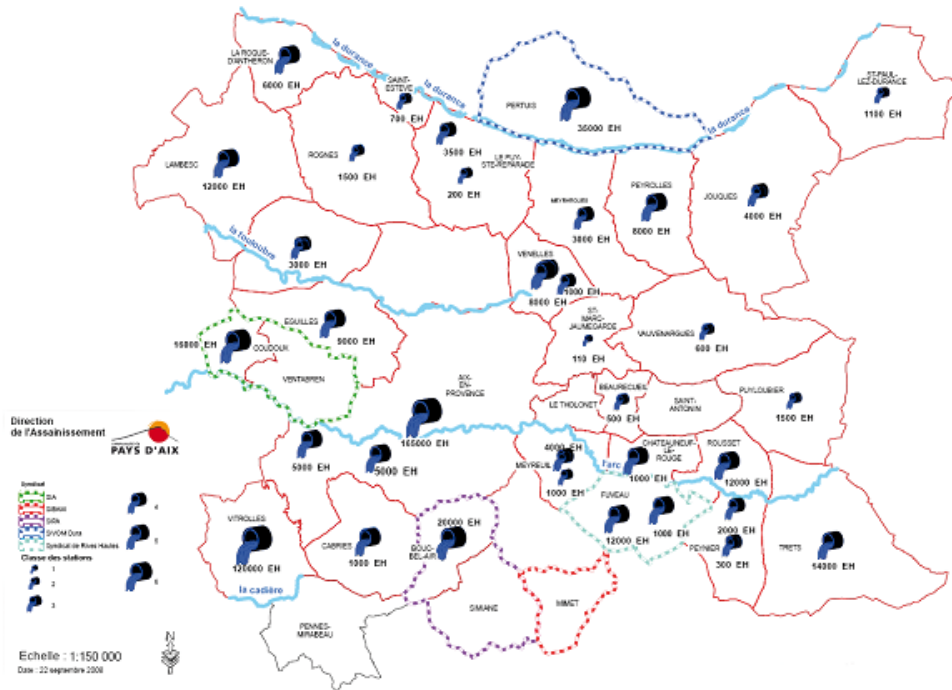 LA ROQUE-
D'ANTHERON
6000 EH
la durance
SAINT-
ESTEVE
700 EH
la durance
PERTUIS
35000 EH
la durance
ST-PAUL-
LEZ-DURANCE
1100 EH
LAMBESC
12000 EH
ROGNES
1500 EH
3500 EH
LE PUY-
STE-REPARADE
200 EH
MEYRARGUES
3000 EH
PEYROLLES
8000 EH
JOUQUES
4000 EH
la touloubre
3000 EH
VENELLES
1000 EH
8000 EH
ST-
MARC-
JAUMEGARDE
110 EH
VAUVENARGUES
600 EH
EGUILLES
9000 EH
COUDOUX
VENTABREN
AIX-
EN-
PROVENCE
165000 EH
LE THOLONET
BEAURECUEIL
500 EH
SAINT-
ANTONIN
PUYLOUBIER
1500 EH
5000 EH
5000 EH
4000 EH
MEYREUIL
1000 EH
l'arc
CHATEAUNEUF-
LE-
ROUGE
1000 EH
ROUSSET
12000 EH
FUVEAU
12000 EH
1000 EH
2000 EH
PEYNIER
300 EH
TRETS
14000 EH
VITROLLES
120000 EH
CABRIES
1000 EH
20000 EH
BOUC-
BEL-AIR
la cadière
PENNES-
MIRABEAU
SIMIANE
MIMET
Direction
de l'Assainissement
PAYS D'AIX
Syndicat
SIVOM Dura
Syndicat de Rives Hautes
Classe des stations
1
2
3
4
5
6
Echelle : 1:150 000
Date : 22 septembre 2008
N